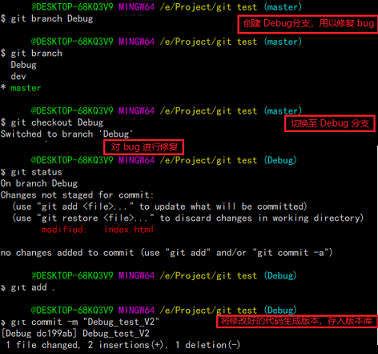 @DESKTOP-68KQ3V9 MINGW64 /e/Project/git test (master)
$ git branch Debug
创建 Debug分支，用以修复 bug
@DESKTOP-68KQ3V9 MINGW64 /e/Project/git test (master)
$ git branch
Debug
dev
* master
@DESKTOP-68KQ3V9 MINGW64 /e/Project/git test (master)
$ git checkout Debug
切换至 Debug 分支
Switched to branch 'Debug'
对 bug 进行修复
@DESKTOP-68KQ3V9 MINGW64 /e/Project/git test (Debug)
$ git status
On branch Debug
Changes not staged for commit:
(use "git add <file>..." to update what will be committed)
(use "git restore <file>..." to discard changes in working directory)
modified: index.html
no changes added to commit (use "git add" and/or "git commit -a")
@DESKTOP-68KQ3V9 MINGW64 /e/Project/git test (Debug)
$ git add .
@DESKTOP-68KQ3V9 MINGW64 /e/Project/git test (Debug)
$ git commit -m "Debug_test_V2"
将修改好的代码生成版本，存入版本库
[Debug dc199ab] Debug_test_V2
1 file changed, 2 insertions(+), 1 deletion(-)